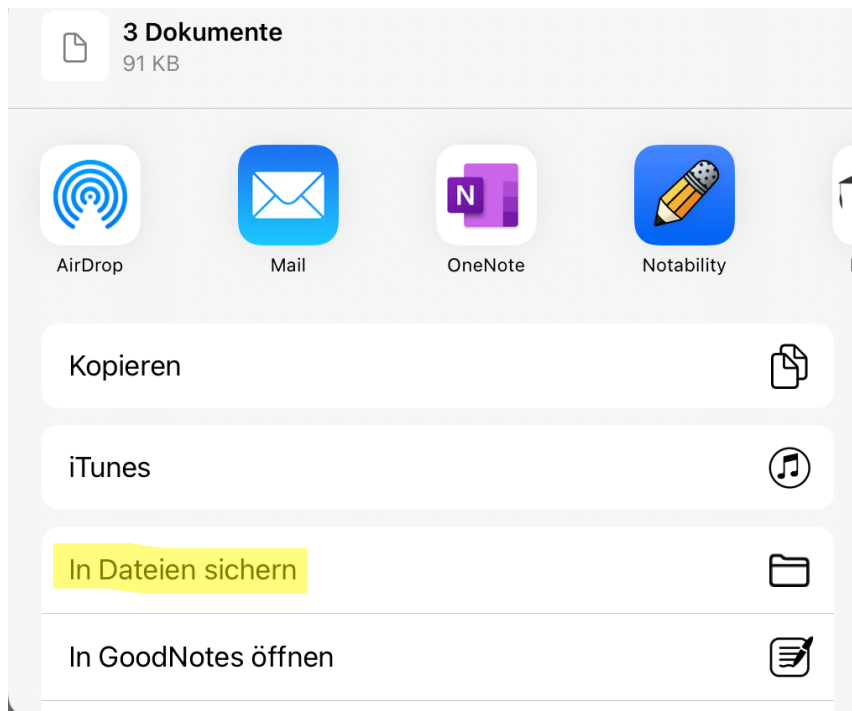 3 Dokumente
91 KB
N
AirDrop
Mail
OneNote
Notability
Kopieren
iTunes
In Dateien sichern
In GoodNotes öffnen